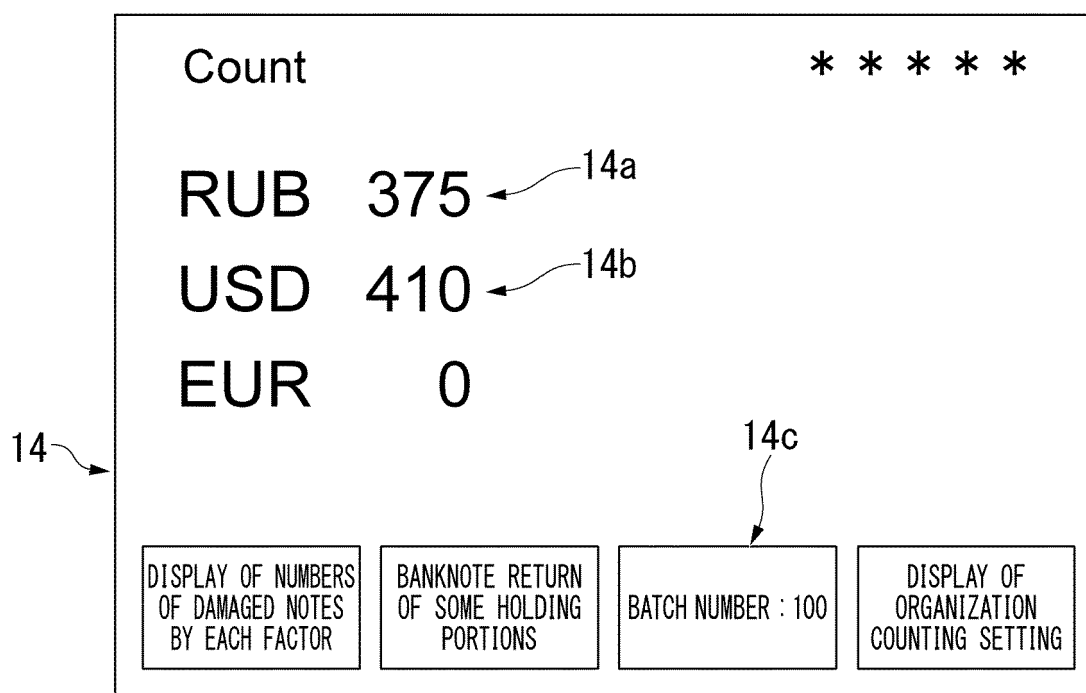 Count * * * * *
RUB 375 14a
USD 410 14b
EUR 0
14
14c
DISPLAY OF NUMBERS
OF DAMAGED NOTES
BY EACH FACTOR
BANKNOTE RETURN
OF SOME HOLDING
PORTIONS
BATCH NUMBER : 100
DISPLAY OF
ORGANIZATION
COUNTING SETTING